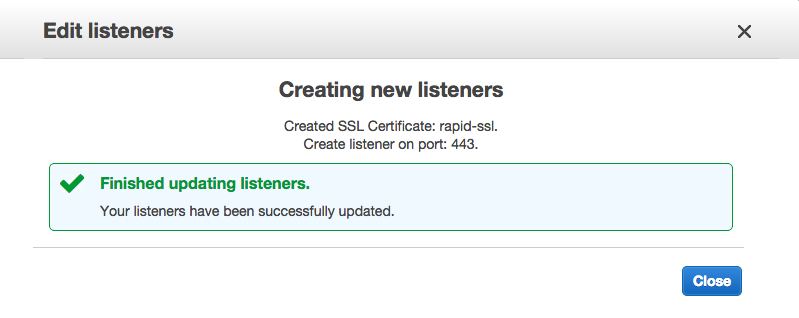 Edit listeners
Creating new listeners
Created SSL Certificate: rapid-ssl.
Create listener on port: 443.
Finished updating listeners.
Your listeners have been successfully updated.
Close